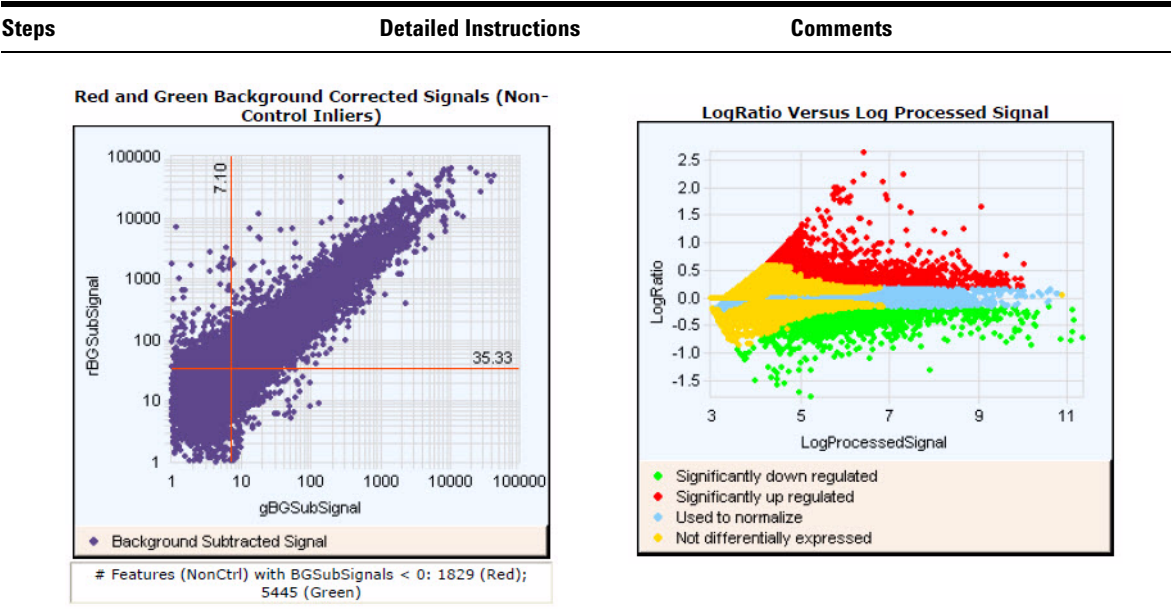 Steps
Detailed Instructions
Comments
Red and Green Background Corrected Signals (Non-
Control Inliers)
100000
10000
1000
100
10
1
rBGSubSignal
7.10
35.33
1 10 100 1000 10000 100000
gBGSubSignal
Background Subtracted Signal
# Features (NonCtrl) with BGSubSignals < 0: 1829 (Red);
5445 (Green)
LogRatio Versus Log Processed Signal
2.5
2.0
1.5
1.0
0.5
0.0
-0.5
-1.0
-1.5
LogRatio
3 5 7 9 11
LogProcessedSignal
Significantly down regulated
Significantly up regulated
Used to normalize
Not differentially expressed